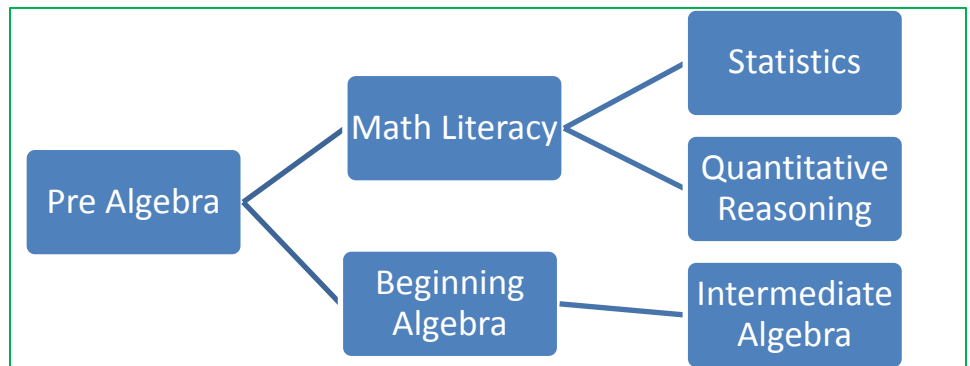 Pre Algebra
Math Literacy
Beginning
Algebra
Statistics
Quantitative
Reasoning
Intermediate
Algebra